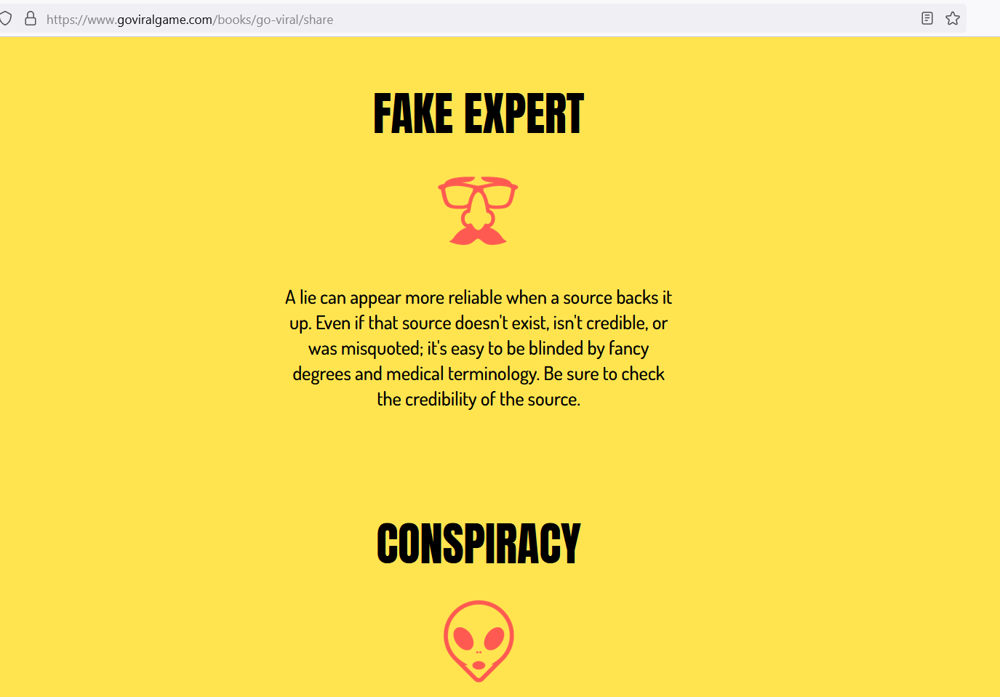 https://www.goviralgame.com/books/go-viral/share
FAKE EXPERT
A lie can appear more reliable when a source backs it
up. Even if that source doesn't exist, isn't credible, or
was misquoted; it's easy to be blinded by fancy
degrees and medical terminology. Be sure to check
the credibility of the source.
CONSPIRACY